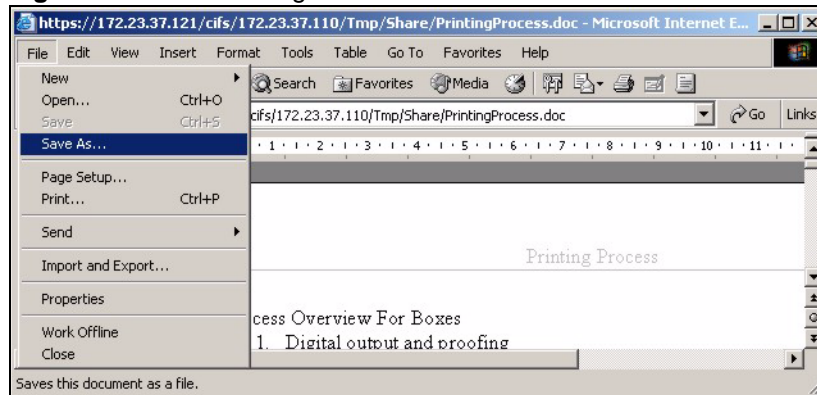 https://172.23.37.121/cifs/172.23.37.110/Tmp/Share/PrintingProcess.doc - Microsoft Internet E...
File Edit View Insert Format Tools Table Go To Favorites Help
New
Open... Ctrl+O
Save Ctrl+S
Save As...
Page Setup...
Print... Ctrl+P
Send
Import and Export...
Properties
Work Offline
Close
Search Favorites Media
cifs/172.23.37.110/Tmp/Share/PrintingProcess.doc Go Links
1 2 3 4 5 6 7 8 9 10 11
Printing Process
cess Overview For Boxes
1. Digital output and proofing
Saves this document as a file.